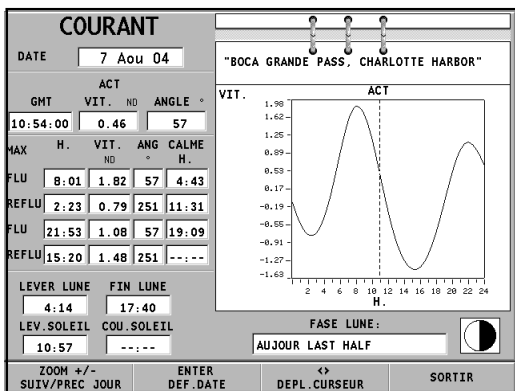 COURANT
DATE 7 Aou 04
ACT
GMT VIT. ND ANGLE °
10:54:00 0.46 57
MAX H. VIT. ND ANG ° CALME H.
FLU 8:01 1.82 57 4:43
REFLU 2:23 0.79 251 11:31
FLU 21:53 1.08 57 19:09
REFLU 15:20 1.48 251 --:--
LEVER LUNE FIN LUNE
4:14 17:40
LEV.SOLEIL COU.SOLEIL
10:57 --:--
"BOCA GRANDE PASS, CHARLOTTE HARBOR"
VIT. ACT
1.98
1.62
1.25
0.89
0.53
0.17
-0.19
-0.55
-0.91
-1.27
-1.63
2 4 6 8 10 12 14 16 18 20 22 24
H.
FASE LUNE:
AUJOUR LAST HALF
ZOOM +/-
SUIV/PREC JOUR
ENTER
DEF.DATE
<>
DEPL.CURSEUR
SORTIR